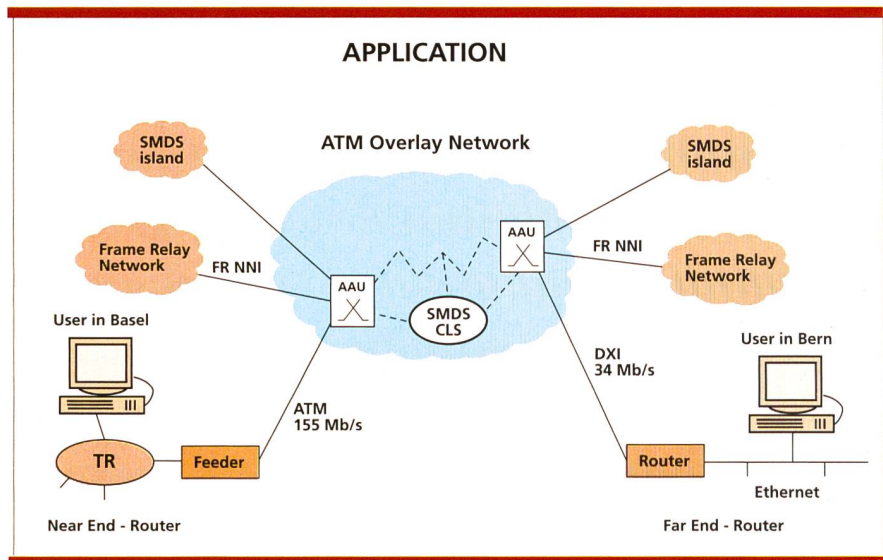 APPLICATION
SMDS
island
ATM Overlay Network
SMDS
island
Frame Relay
Network
FR NNI
AAU
AAU
FR NNI
Frame Relay
Network
SMDS
CLS
User in Basel
User in Bern
DXI
34 Mb/s
ATM
155 Mb/s
TR
Feeder
Router
Ethernet
Near End - Router
Far End - Router